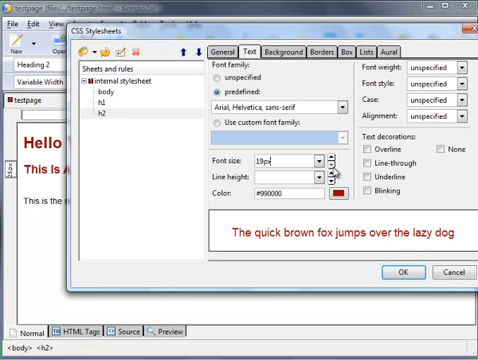 testpage [file:/.../testpage.html] - KompoZer
File
New
Open
Heading 2
Variable Width
testpage
Hello
This Is A
This is the
25px
Normal
HTML Tags
Source
Preview
<body> <h2>
CSS Stylesheets
General
Text
Background
Borders
Box
Lists
Aural
Sheets and rules
internal stylesheet
body
h1
h2
Font family:
unspecified
predefined:
Arial, Helvetica, sans-serif
Use custom font family:
Font size:
19px
Line height:
Color:
#990000
Font weight:
unspecified
Font style:
unspecified
Case:
unspecified
Alignment:
unspecified
Text decorations:
Overline
None
Line-through
Underline
Blinking
The quick brown fox jumps over the lazy dog
OK
Cancel